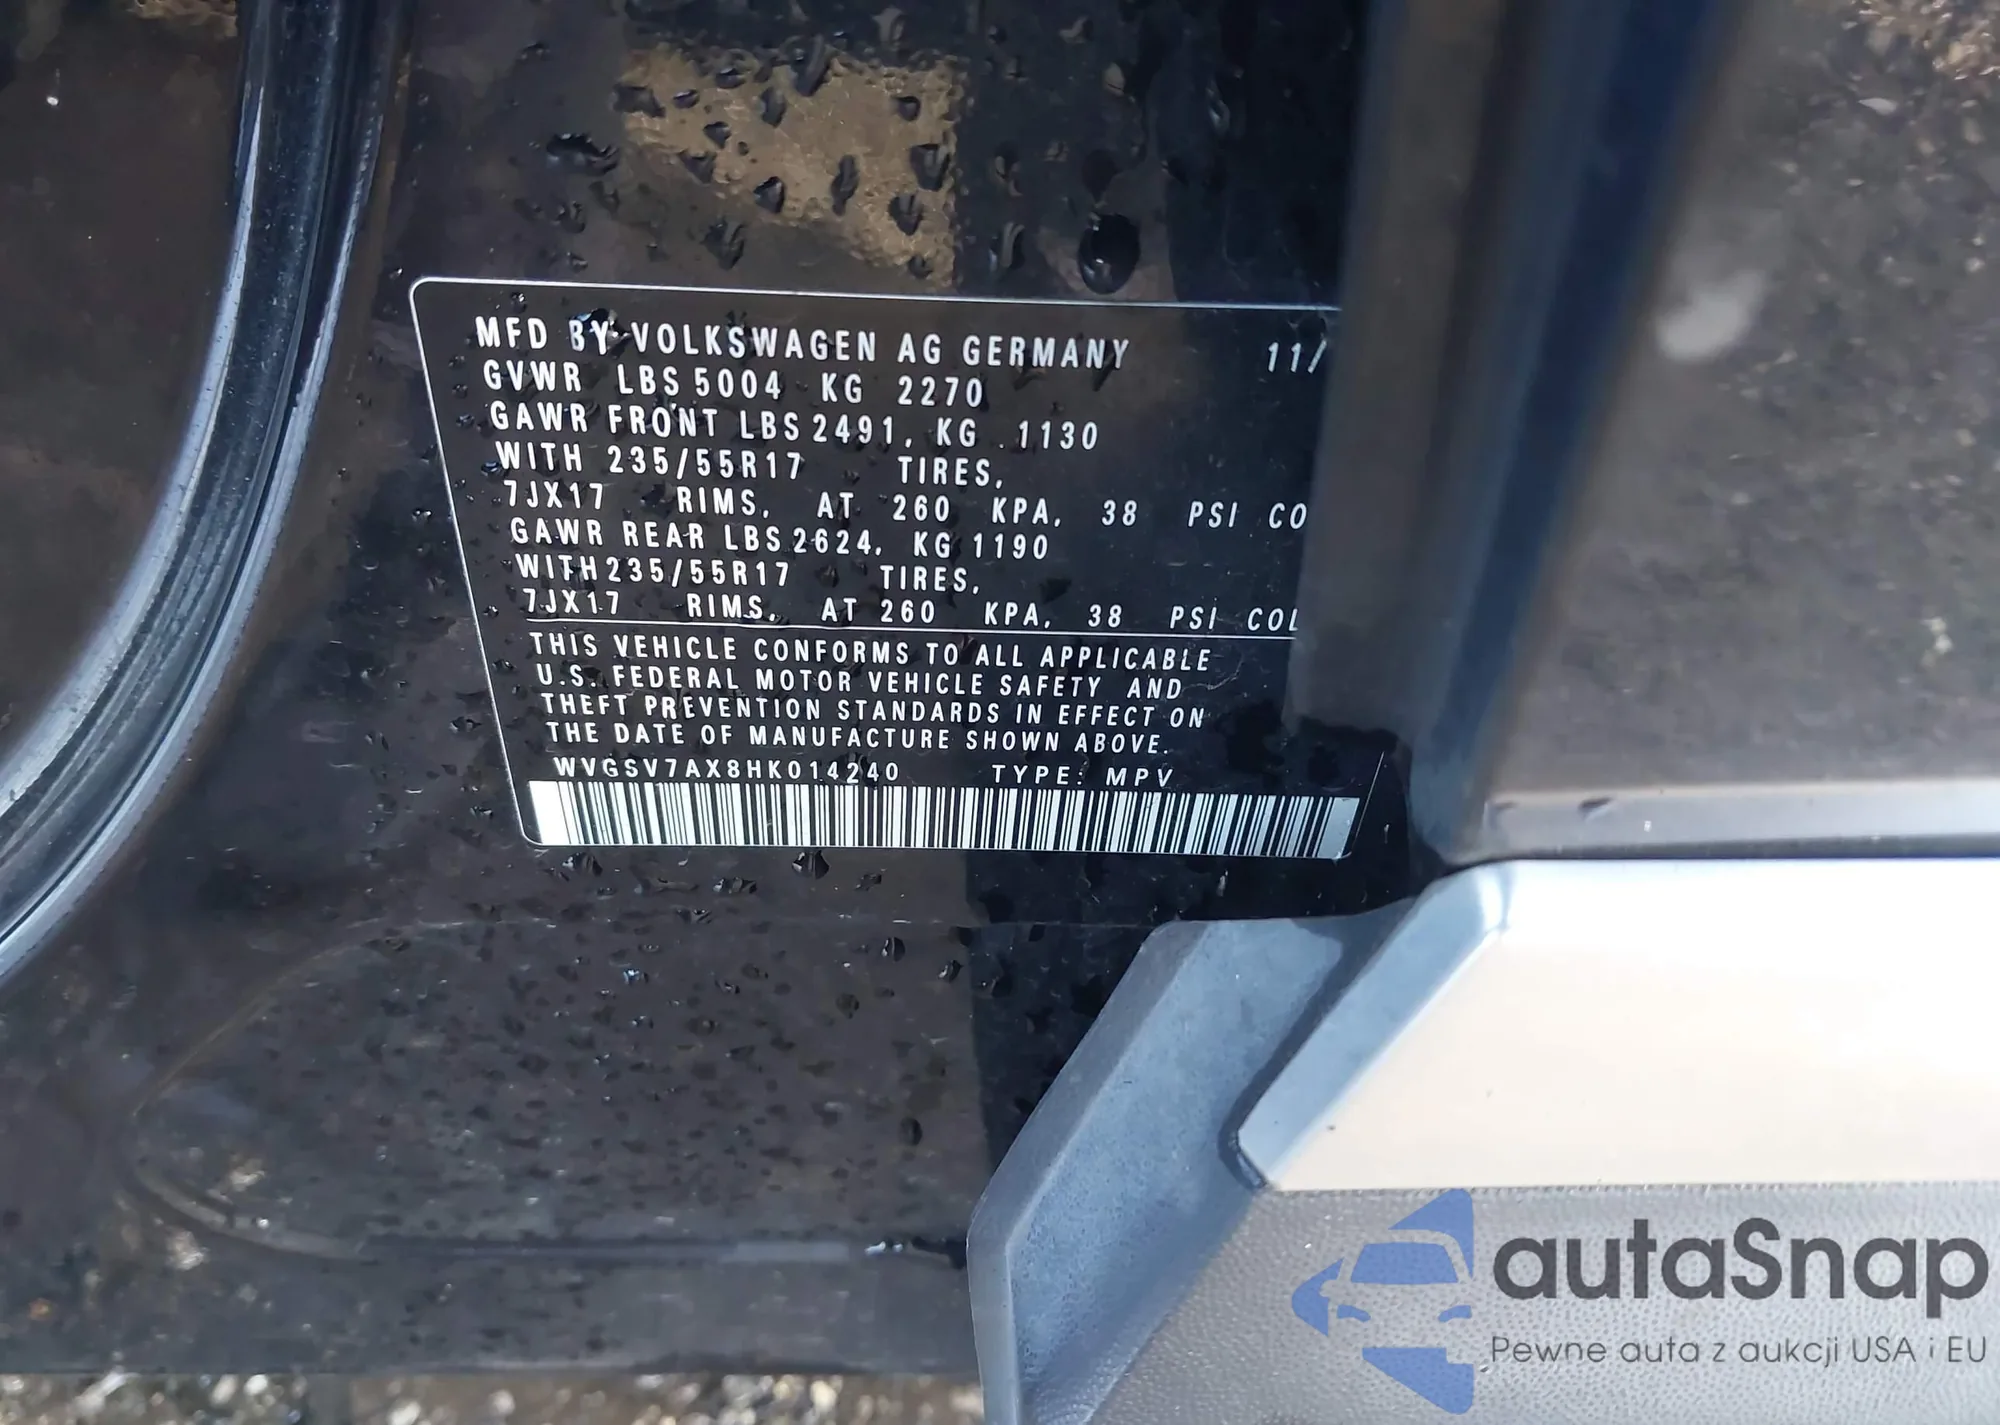 MFD BY VOLKSWAGEN AG GERMANY 11/
GVWR LBS 5004 KG 2270
GAWR FRONT LBS 2491, KG 1130
WITH 235/55R17 TIRES,
7JX17 RIMS, AT 260 KPA, 38 PSI CO
GAWR REAR LBS 2624, KG 1190
WITH 235/55R17 TIRES,
7JX17 RIMS, AT 260 KPA, 38 PSI COL
THIS VEHICLE CONFORMS TO ALL APPLICABLE
U.S. FEDERAL MOTOR VEHICLE SAFETY AND
THEFT PREVENTION STANDARDS IN EFFECT ON
THE DATE OF MANUFACTURE SHOWN ABOVE.
WVGSV7AX8HK014240 TYPE: MPV
autaSnap
Pewne auta z aukcji USA i EU